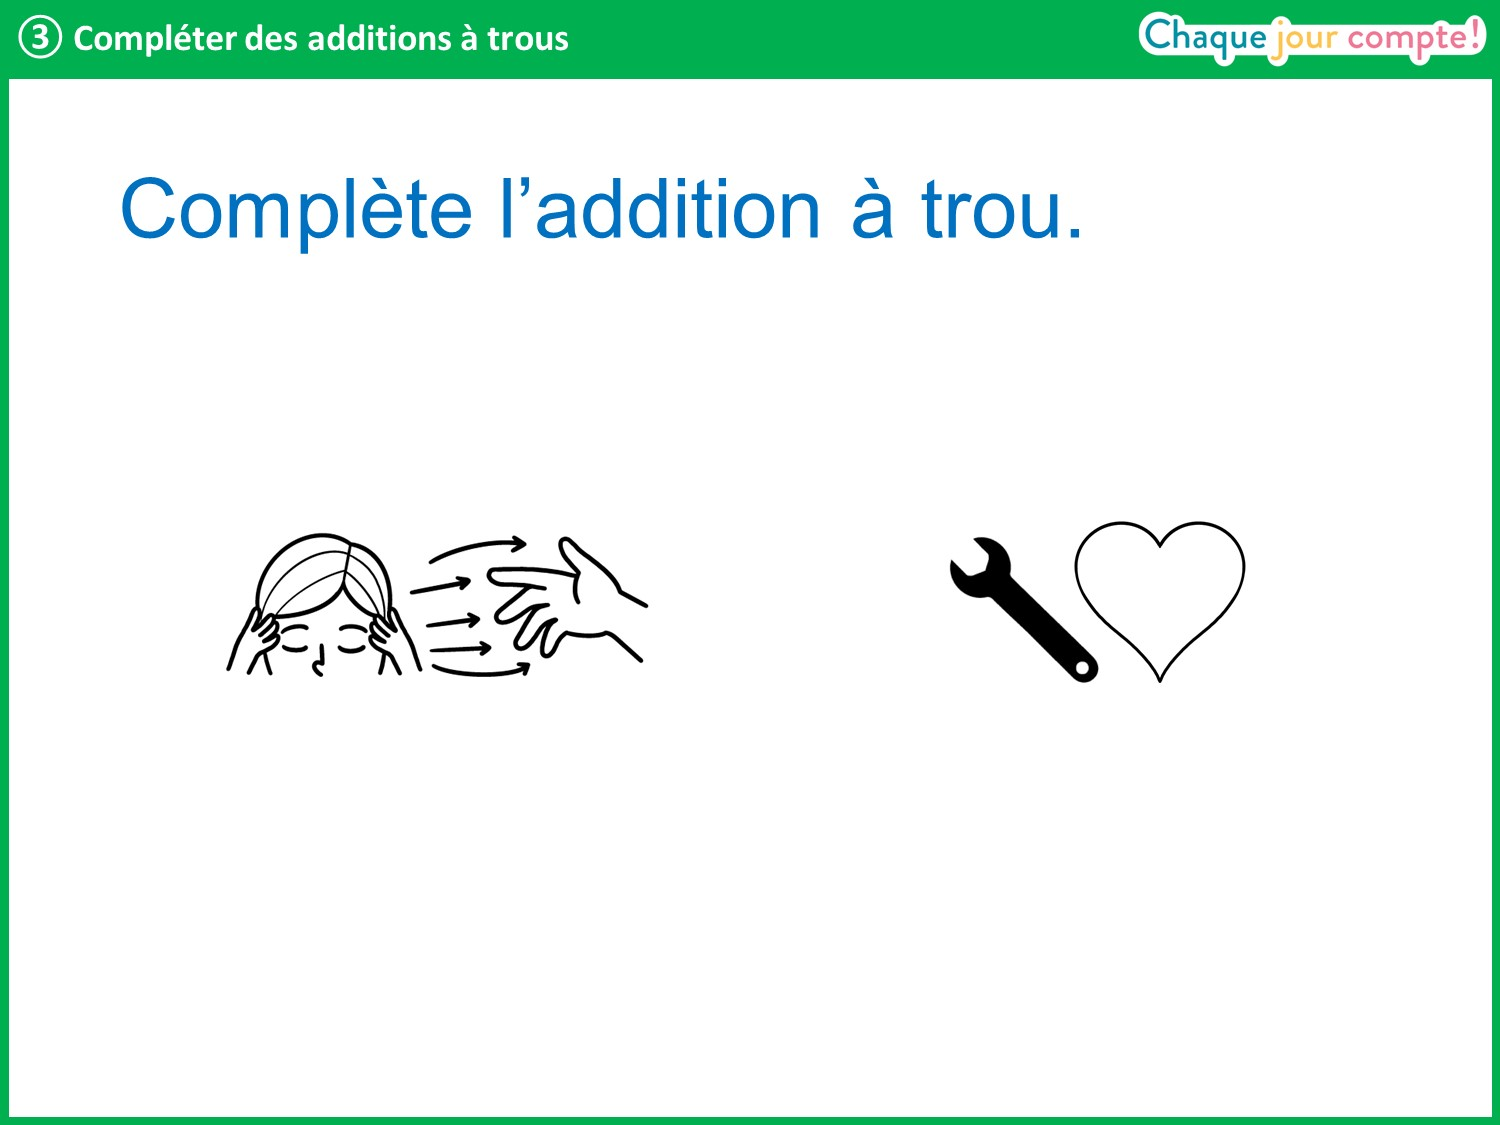 ③ Compléter des additions à trous
Chaque jour compte!
Complète l’addition à trou.